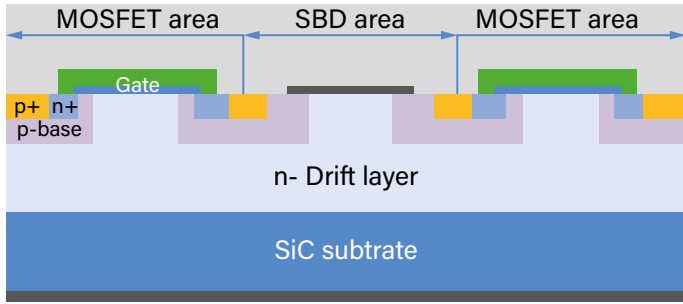 MOSFET area SBD area MOSFET area
Gate
p+ n+
p-base
n- Drift layer
SiC subtrate